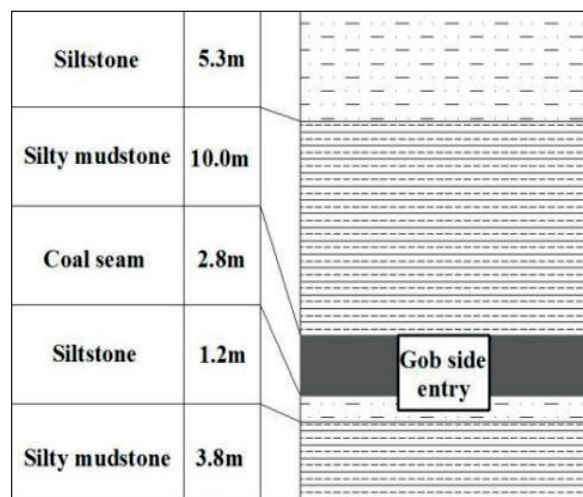 Siltstone 5.3m
Silty mudstone 10.0m
Coal seam 2.8m
Siltstone 1.2m
Silty mudstone 3.8m
Gob side
entry